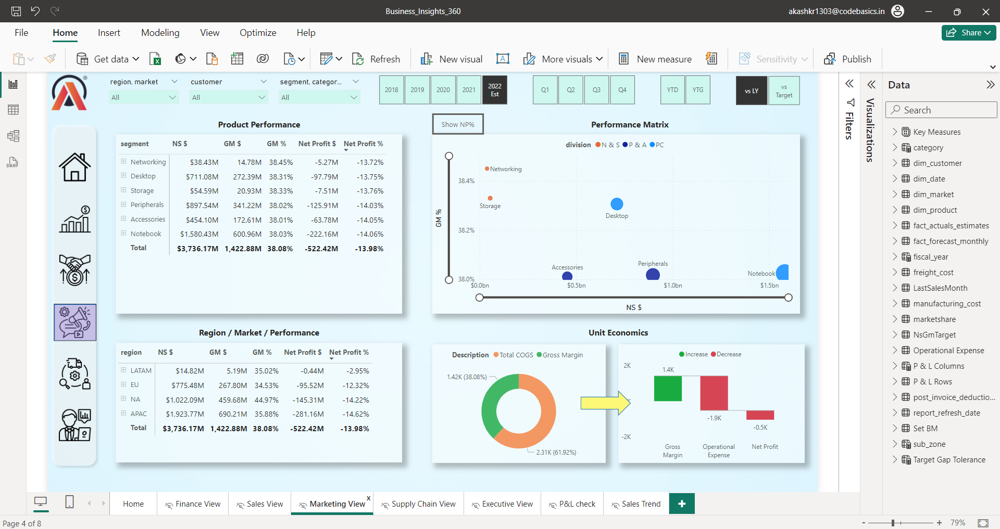 Business_Insights_360
akashkr1303@codebasics.in
File Home Insert Modeling View Optimize Help
Share
Get data
Refresh
New visual
More visuals
New measure
Sensitivity
Publish
region, market
All
customer
All
segment, categor...
All
2018 2019 2020 2021 2022 Est
Q1 Q2 Q3 Q4
YTD YTG
vs LY
vs Target
Product Performance
segment NS $ GM $ GM % Net Profit $ Net Profit %
Networking $38.43M 14.78M 38.45% -5.27M -13.72%
Desktop $711.08M 272.39M 38.31% -97.79M -13.75%
Storage $54.59M 20.93M 38.33% -7.51M -13.76%
Peripherals $897.54M 341.22M 38.02% -125.91M -14.03%
Accessories $454.10M 172.61M 38.01% -63.78M -14.05%
Notebook $1,580.43M 600.96M 38.03% -222.16M -14.06%
Total $3,736.17M 1,422.88M 38.08% -522.42M -13.98%
Show NP%
Performance Matrix
division N & S P & A PC
GM %
38.4%
38.2%
38.0%
Networking
Storage
Desktop
Accessories
Peripherals
Notebook
$0.0bn $0.5bn $1.0bn $1.5bn
NS $
Region / Market / Performance
region NS $ GM $ GM % Net Profit $ Net Profit %
LATAM $14.82M 5.19M 35.02% -0.44M -2.95%
EU $775.48M 267.80M 34.53% -95.52M -12.32%
NA $1,022.09M 459.68M 44.97% -145.31M -14.22%
APAC $1,923.77M 690.21M 35.88% -281.16M -14.62%
Total $3,736.17M 1,422.88M 38.08% -522.42M -13.98%
Unit Economics
Description Total COGS Gross Margin
1.42K (38.08%)
2.31K (61.92%)
Increase Decrease
2K
K
-2K
1.4K
-1.9K
-0.5K
Gross Margin
Operational Expense
Net Profit
Filters
Visualizations
Data
Search
Key Measures
category
dim_customer
dim_date
dim_market
dim_product
fact_actuals_estimates
fact_forecast_monthly
fiscal_year
freight_cost
LastSalesMonth
manufacturing_cost
marketshare
NsGmTarget
Operational Expense
P & L Columns
P & L Rows
post_invoice_deductio...
report_refresh_date
Set BM
sub_zone
Target Gap Tolerance
DAX
Home Finance View Sales View Marketing View x Supply Chain View Executive View P&L check Sales Trend +
Page 4 of 8
- + 79%